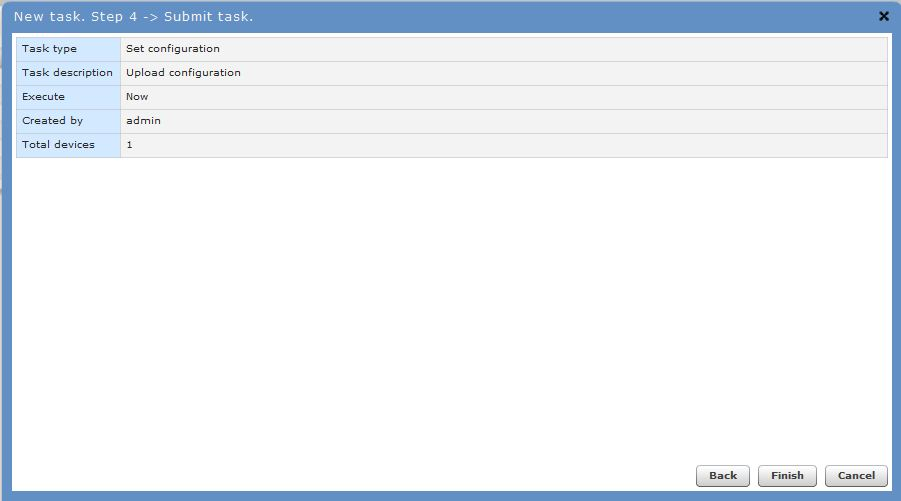 New task. Step 4 -> Submit task.
Task type Set configuration
Task description Upload configuration
Execute Now
Created by admin
Total devices 1
Back Finish Cancel